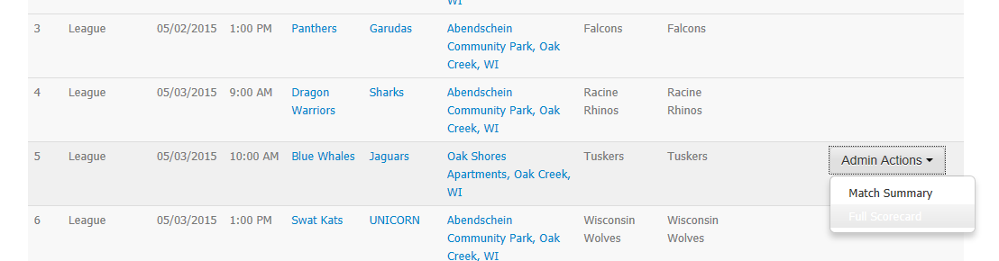 WI
3 League 05/02/2015 1:00 PM Panthers Garudas Abendschein Falcons Falcons
Community Park, Oak
Creek, WI
4 League 05/03/2015 9:00 AM Dragon Sharks Abendschein Racine Racine
Warriors Community Park, Oak Rhinos Rhinos
Creek, WI
5 League 05/03/2015 10:00 AM Blue Whales Jaguars Oak Shores Tuskers Tuskers Admin Actions
Apartments, Oak Creek,
WI
Match Summary
Full Scorecard
6 League 05/03/2015 1:00 PM Swat Kats UNICORN Abendschein Wisconsin Wisconsin
Community Park, Oak Wolves Wolves
Creek, WI